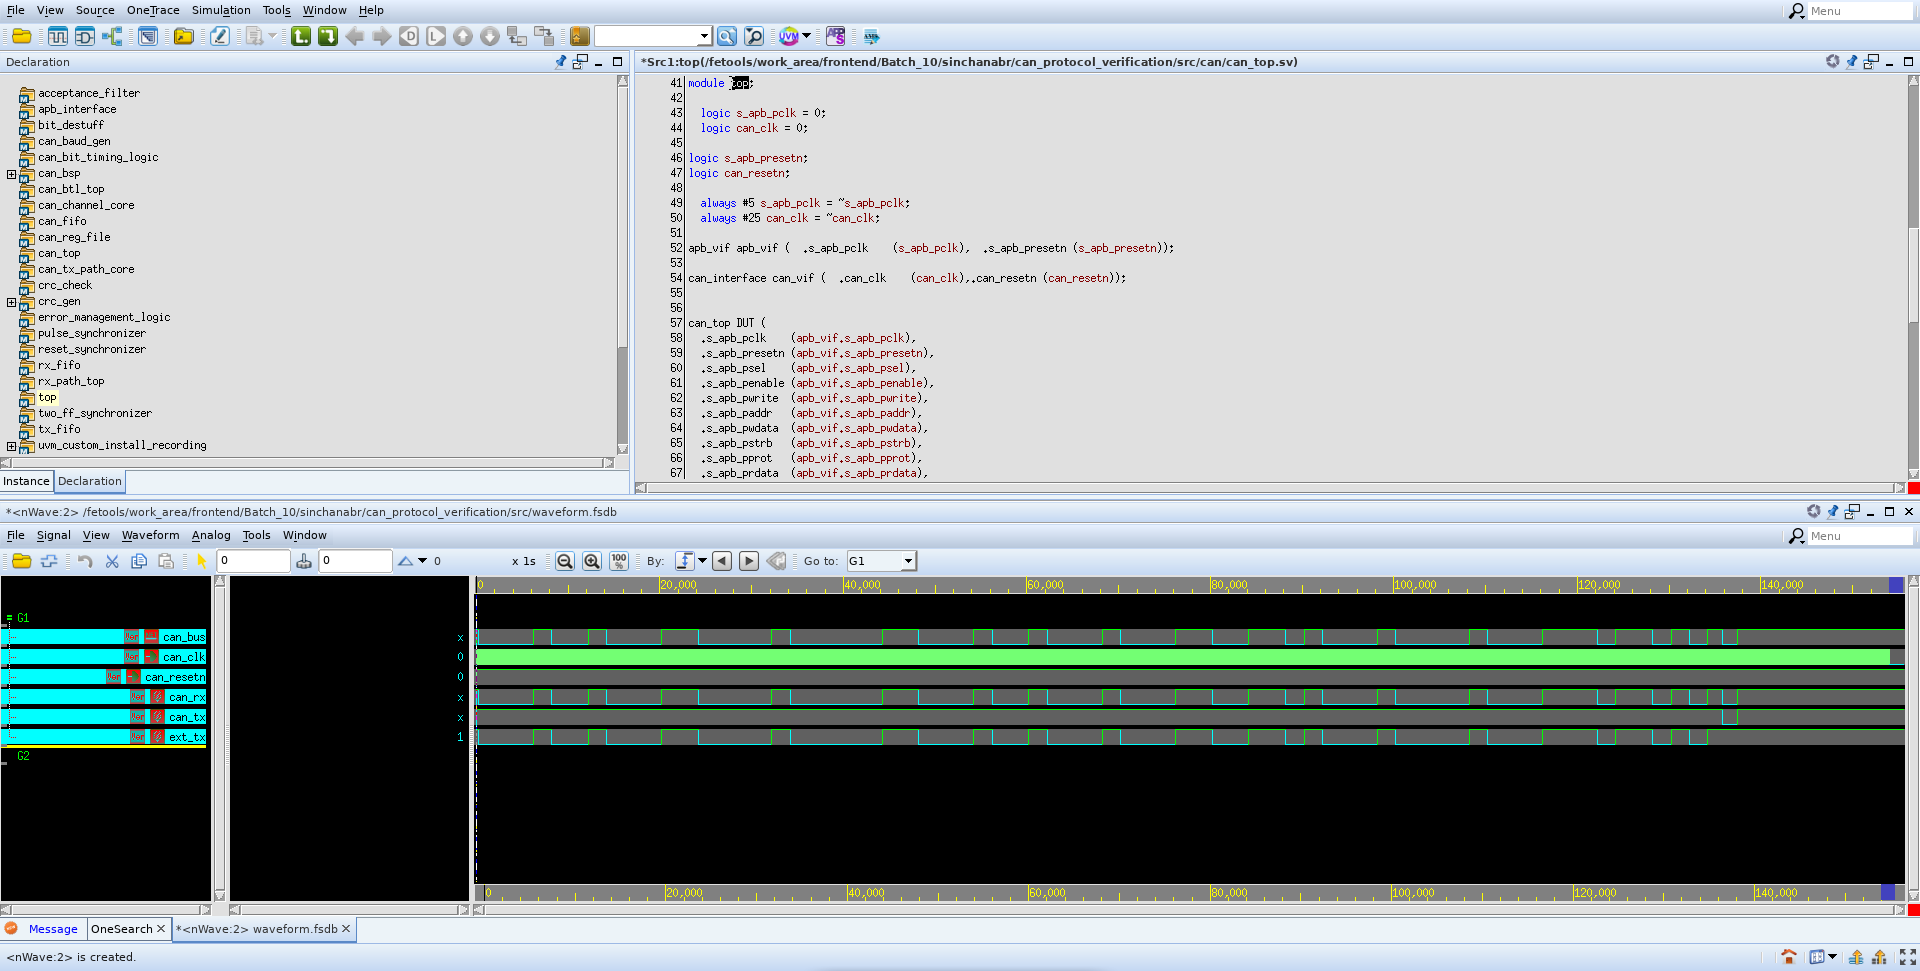 File View Source OneTrace Simulation Tools Window Help
Menu
Declaration
*Src1:top(/fetools/work_area/frontend/Batch_10/sinchanabr/can_protocol_verification/src/can/can_top.sv)
acceptance_filter
apb_interface
bit_destuff
can_baud_gen
can_bit_timing_logic
can_bsp
can_btl_top
can_channel_core
can_fifo
can_reg_file
can_top
can_tx_path_core
crc_check
crc_gen
error_management_logic
pulse_synchronizer
reset_synchronizer
rx_fifo
rx_path_top
top
two_ff_synchronizer
tx_fifo
uvm_custom_install_recording
Instance Declaration
41 module top;
42
43 logic s_apb_pclk = 0;
44 logic can_clk = 0;
45
46 logic s_apb_presetn;
47 logic can_resetn;
48
49 always #5 s_apb_pclk = ~s_apb_pclk;
50 always #25 can_clk = ~can_clk;
51
52 apb_vif apb_vif ( .s_apb_pclk (s_apb_pclk), .s_apb_presetn (s_apb_presetn));
53
54 can_interface can_vif ( .can_clk (can_clk),.can_resetn (can_resetn));
55
56
57 can_top DUT (
58 .s_apb_pclk (apb_vif.s_apb_pclk),
59 .s_apb_presetn (apb_vif.s_apb_presetn),
60 .s_apb_psel (apb_vif.s_apb_psel),
61 .s_apb_penable (apb_vif.s_apb_penable),
62 .s_apb_pwrite (apb_vif.s_apb_pwrite),
63 .s_apb_paddr (apb_vif.s_apb_paddr),
64 .s_apb_pwdata (apb_vif.s_apb_pwdata),
65 .s_apb_pstrb (apb_vif.s_apb_pstrb),
66 .s_apb_pprot (apb_vif.s_apb_pprot),
67 .s_apb_prdata (apb_vif.s_apb_prdata),
*<nWave:2> /fetools/work_area/frontend/Batch_10/sinchanabr/can_protocol_verification/src/waveform.fsdb
File Signal View Waveform Analog Tools Window
Menu
0 0 0 x 1s 100 % By: Go to: G1
0 20,000 40,000 60,000 80,000 100,000 120,000 140,000
G1
can_bus x
can_clk 0
can_resetn 0
can_rx x
can_tx x
ext_tx 1
G2
0 20,000 40,000 60,000 80,000 100,000 120,000 140,000
Message OneSearch *<nWave:2> waveform.fsdb
<nWave:2> is created.